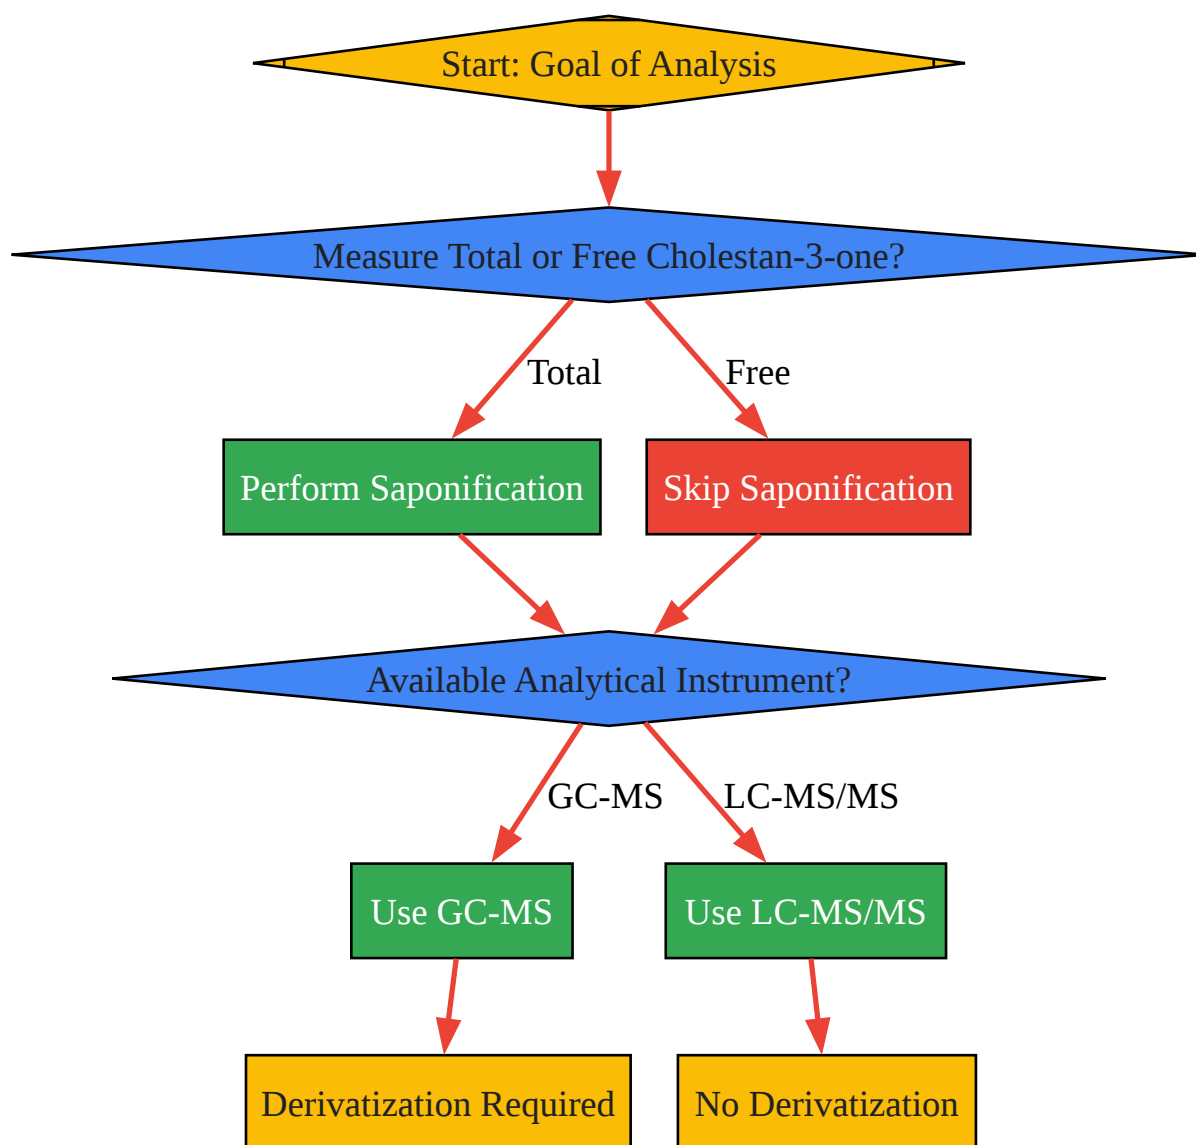 Start: Goal of Analysis
Measure Total or Free Cholestan-3-one?
Total
Free
Perform Saponification
Skip Saponification
Available Analytical Instrument?
GC-MS
LC-MS/MS
Use GC-MS
Use LC-MS/MS
Derivatization Required
No Derivatization